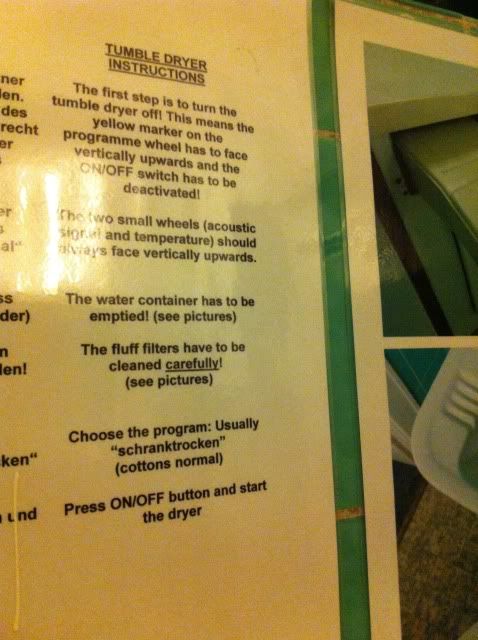 TUMBLE DRYER
INSTRUCTIONS
The first step is to turn the
tumble dryer off! This means the
yellow marker on the
programme wheel has to face
vertically upwards and the
ON/OFF switch has to be
deactivated!
The two small wheels (acoustic
signal and temperature) should
always face vertically upwards.
The water container has to be
emptied! (see pictures)
The fluff filters have to be
cleaned carefully!
(see pictures)
Choose the program: Usually
“schranktrocken”
(cottons normal)
Press ON/OFF button and start
the dryer
ner
len.
des
recht
er
er
al“
ss
der)
n
len!
ken“
und